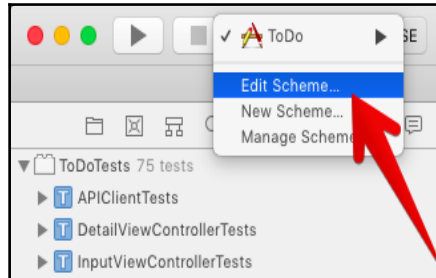 ToDo
SE
Edit Scheme...
New Scheme...
Manage Scheme
ToDoTests 75 tests
APIClientTests
DetailViewControllerTests
InputViewControllerTests